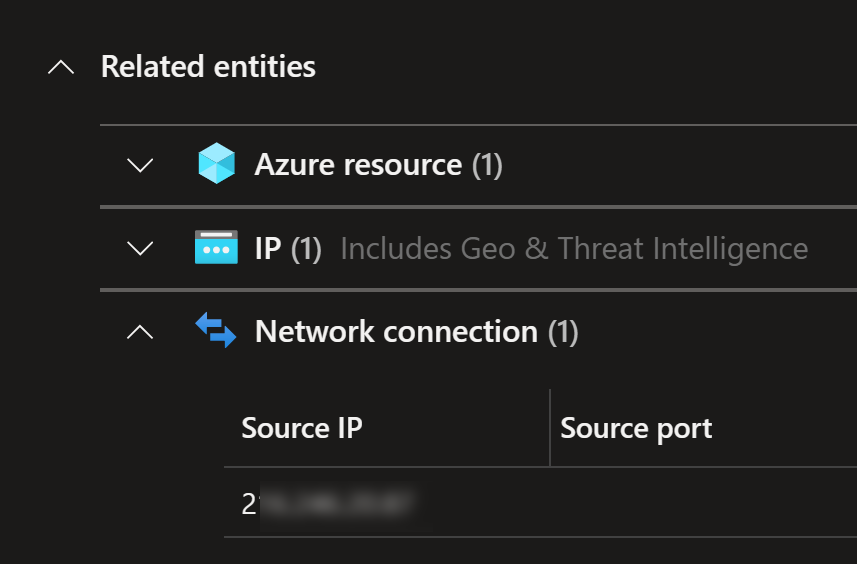 Related entities
Azure resource (1)
IP (1) Includes Geo & Threat Intelligence
Network connection (1)
Source IP Source port
2